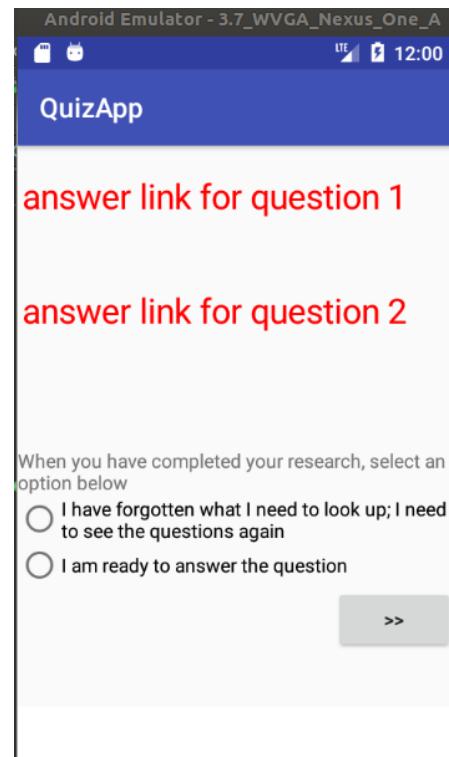 Android Emulator - 3.7_WVGA_Nexus_One_A
LTE 12:00
QuizApp
answer link for question 1
answer link for question 2
When you have completed your research, select an
option below
I have forgotten what I need to look up; I need
to see the questions again
I am ready to answer the question
>>